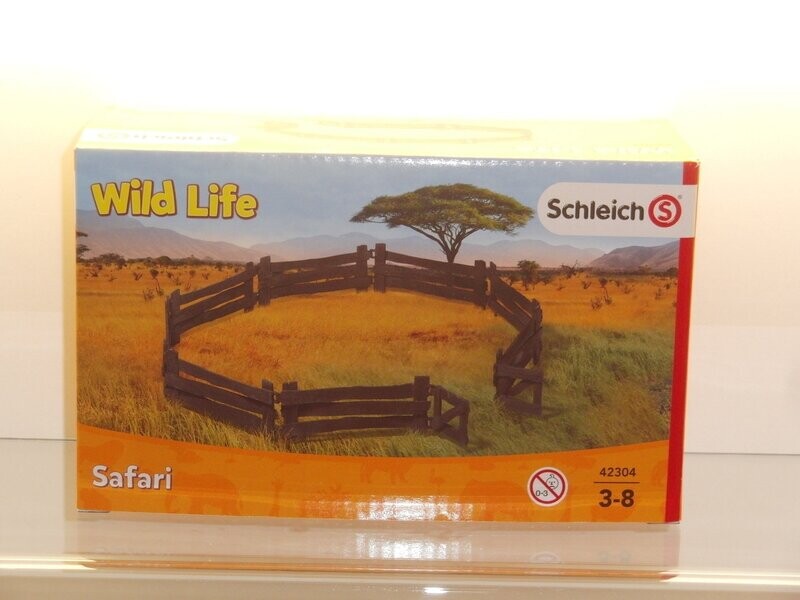 Wild Life
Schleich S
Safari
0-3
42304
3-8